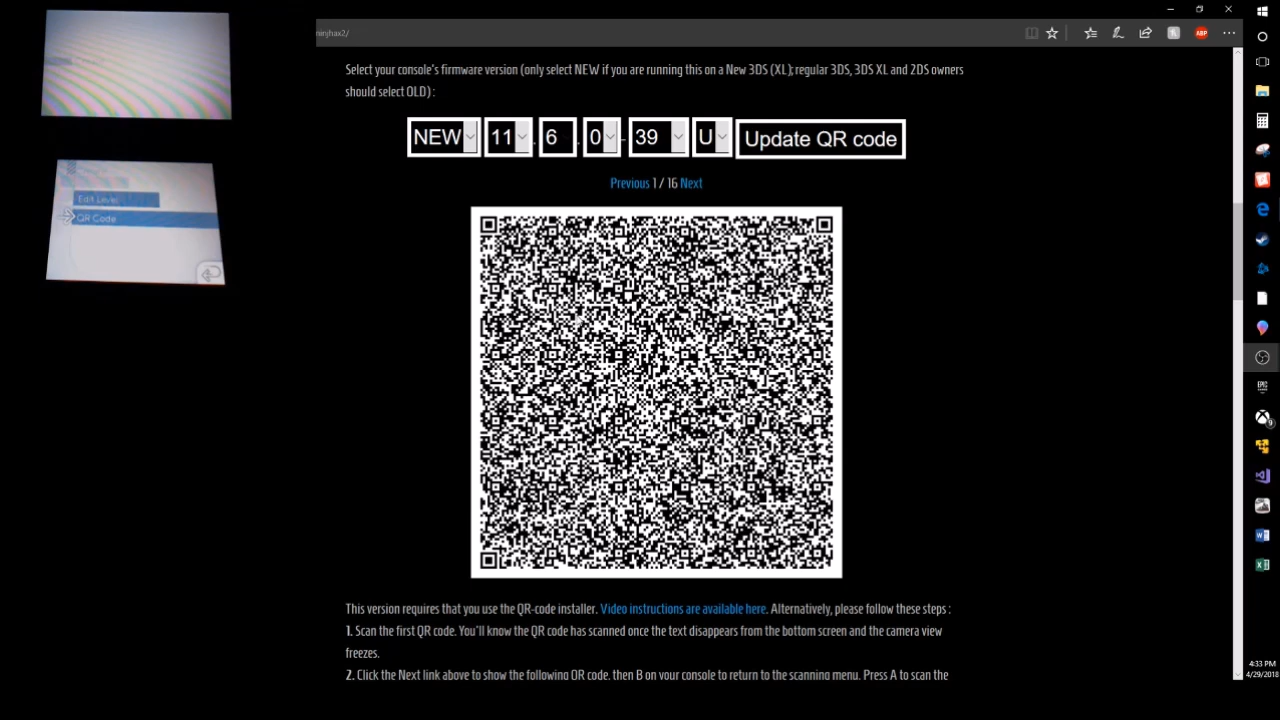 ninjhax2/
Select your console's firmware version (only select NEW if you are running this on a New 3DS (XL); regular 3DS, 3DS XL and 2DS owners
should select OLD) :
NEW 11 . 6 . 0 - 39 U Update QR code
Previous 1 / 16 Next
Edit Level
QR Code
This version requires that you use the QR-code installer. Video instructions are available here. Alternatively, please follow these steps :
1. Scan the first QR code. You'll know the QR code has scanned once the text disappears from the bottom screen and the camera view
freezes.
2. Click the Next link above to show the following QR code, then B on your console to return to the scanning menu. Press A to scan the
ABP
EPIC
9
4:33 PM
4/29/2018